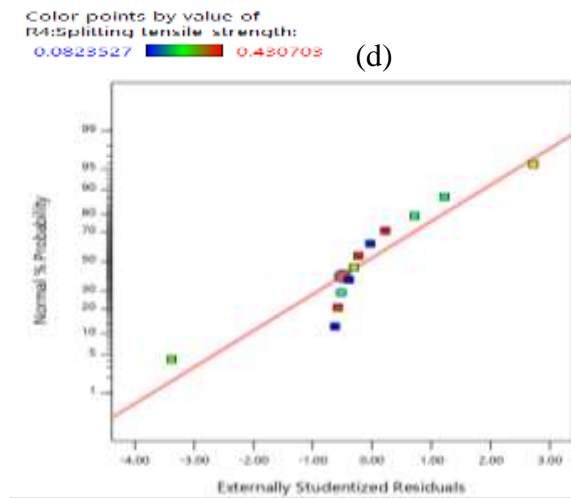 Color points by value of
R4:Splitting tensile strength:
0.0823527 0.430703
(d)
Normal % Probability
99
95
90
80
70
50
30
20
10
5
1
-4.00 -3.00 -2.00 -1.00 0.00 1.00 2.00 3.00
Externally Studentized Residuals